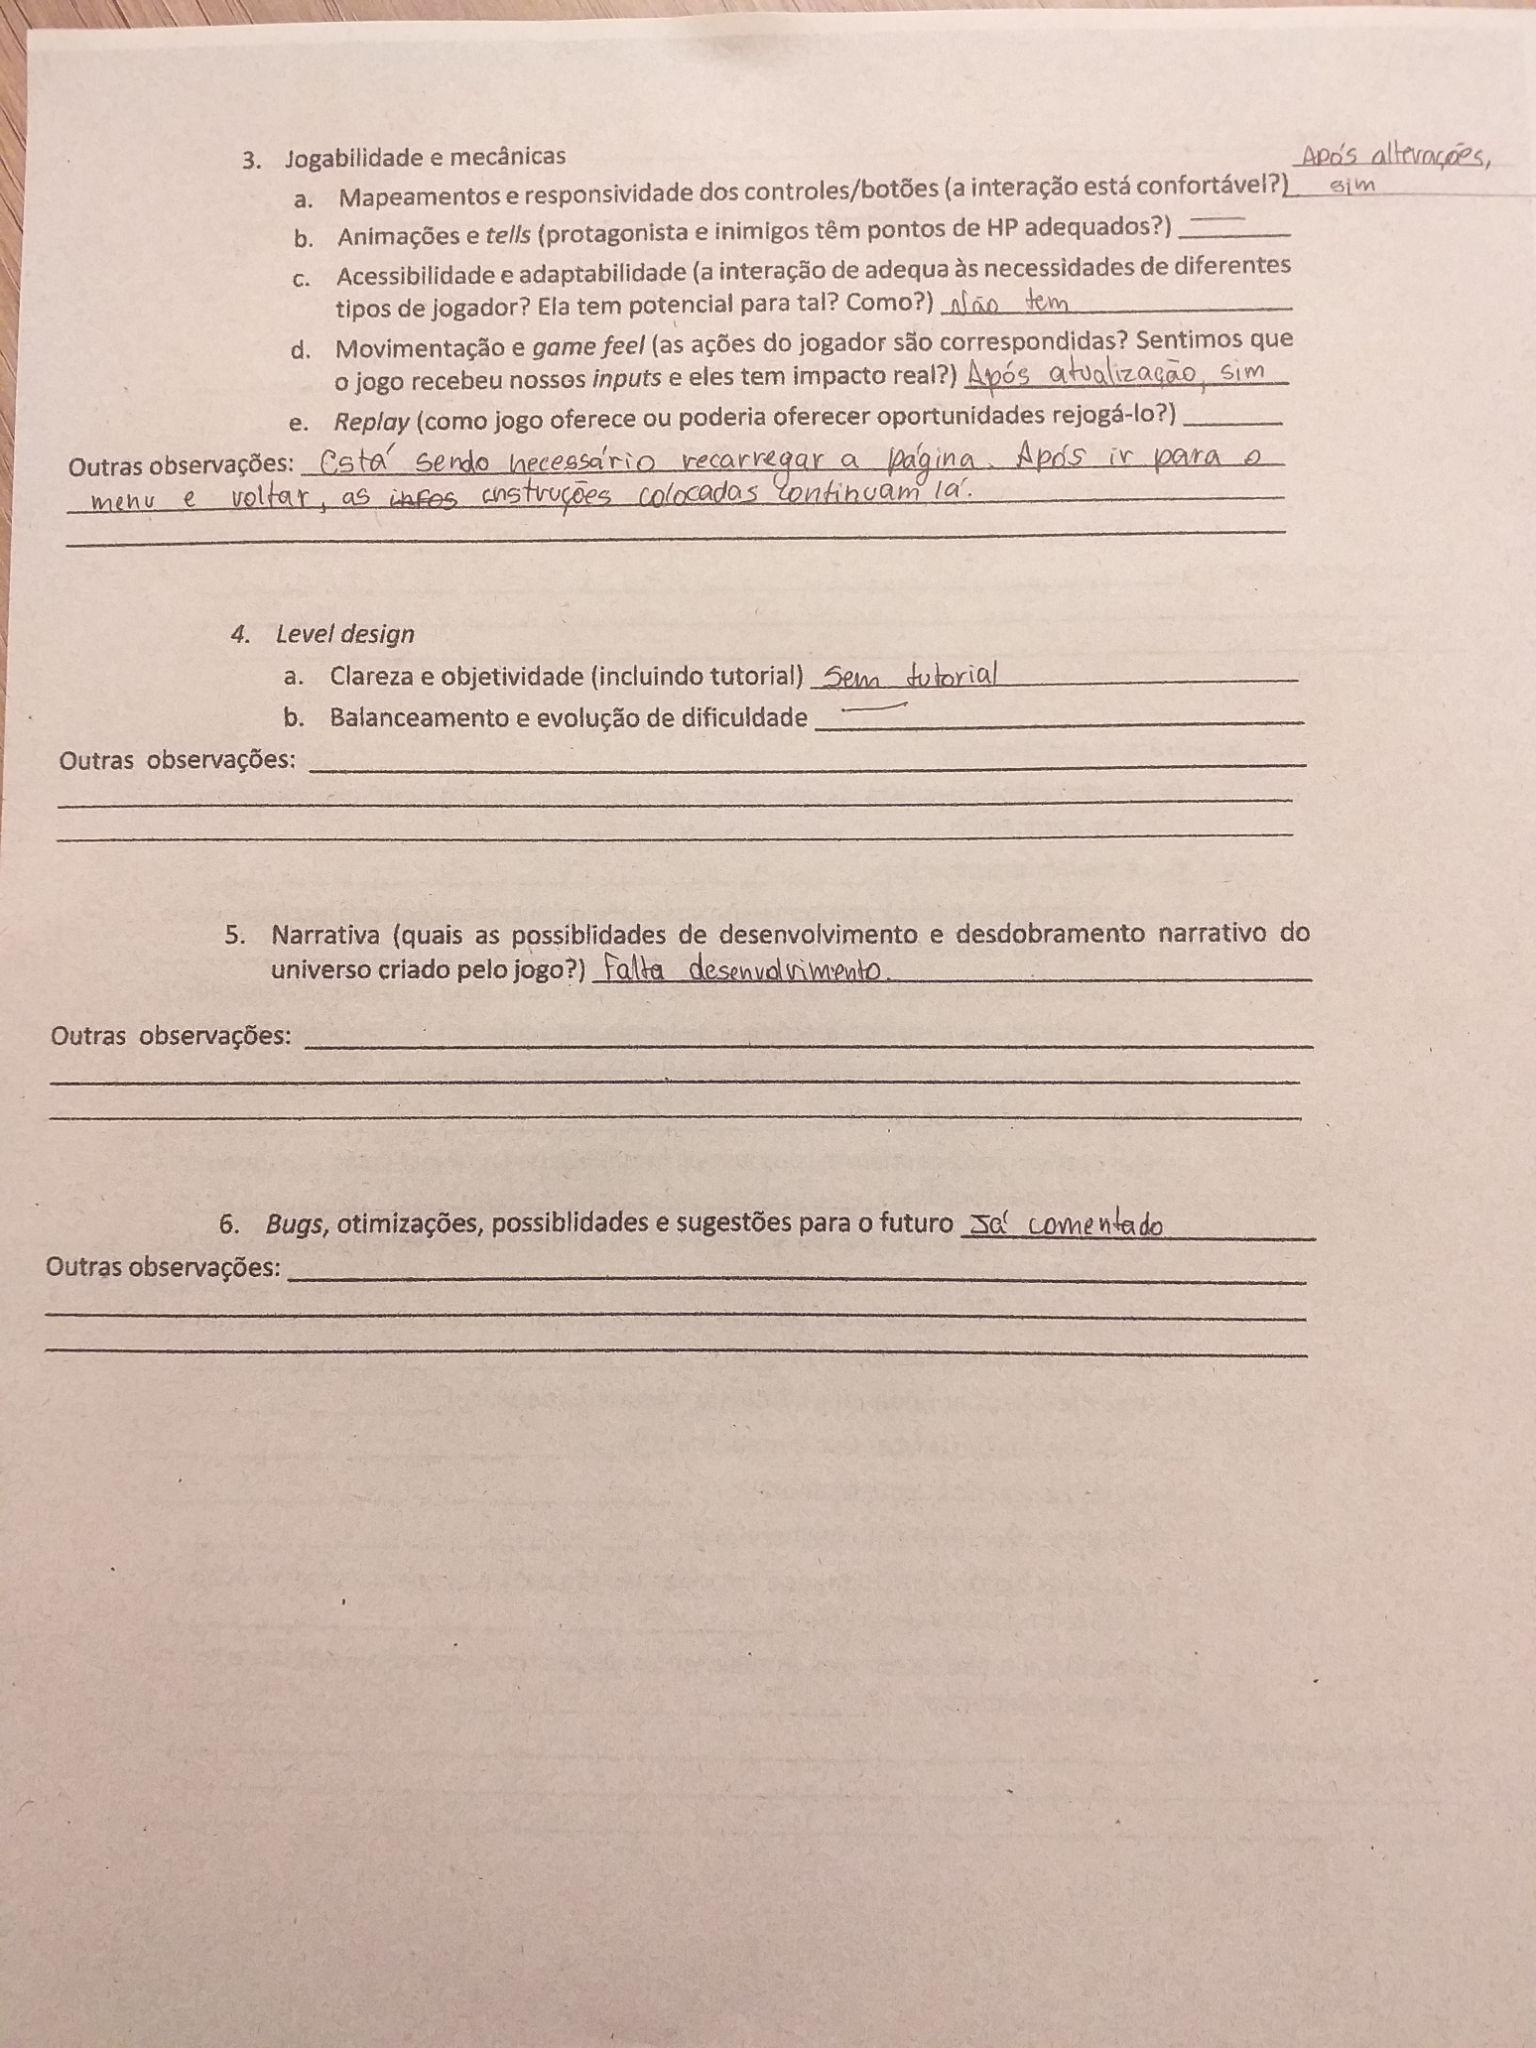 3. Jogabilidade e mecânicas
Após alterações,
a. Mapeamentos e responsividade dos controles/botões (a interação está confortável?) sim
b. Animações e tells (protagonista e inimigos têm pontos de HP adequados?) —
c. Acessibilidade e adaptabilidade (a interação de adequa às necessidades de diferentes
tipos de jogador? Ela tem potencial para tal? Como?) Não tem
d. Movimentação e game feel (as ações do jogador são correspondidas? Sentimos que
o jogo recebeu nossos inputs e eles tem impacto real?) Após atualização, sim
e. Replay (como jogo oferece ou poderia oferecer oportunidades rejogá-lo?)
Outras observações: Está sendo necessário recarregar a página. Após ir para o
menu e voltar, as infos instruções colocadas continuam lá.
4. Level design
a. Clareza e objetividade (incluindo tutorial) Sem tutorial
b. Balanceamento e evolução de dificuldade —
Outras observações:
5. Narrativa (quais as possiblidades de desenvolvimento e desdobramento narrativo do
universo criado pelo jogo?) Falta desenvolvimento.
Outras observações:
6. Bugs, otimizações, possiblidades e sugestões para o futuro Já comentado
Outras observações: